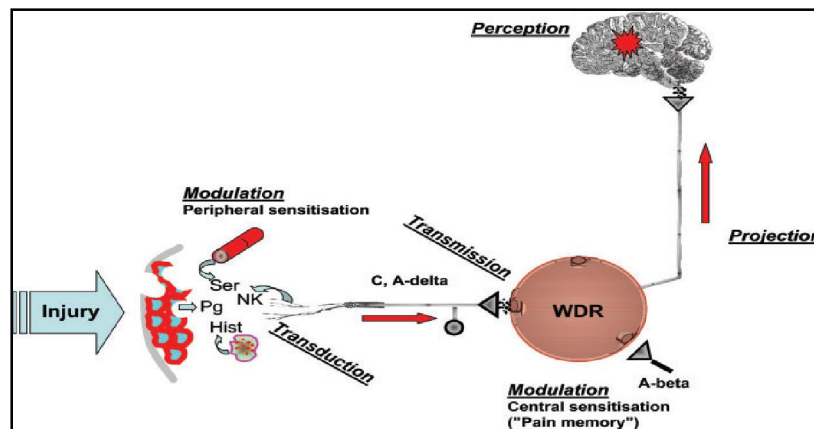 Perception
Modulation
Peripheral sensitisation
Transmission
Projection
Injury
Ser
NK
Pg
Hist
C, A-delta
Transduction
WDR
A-beta
Modulation
Central sensitisation
("Pain memory")